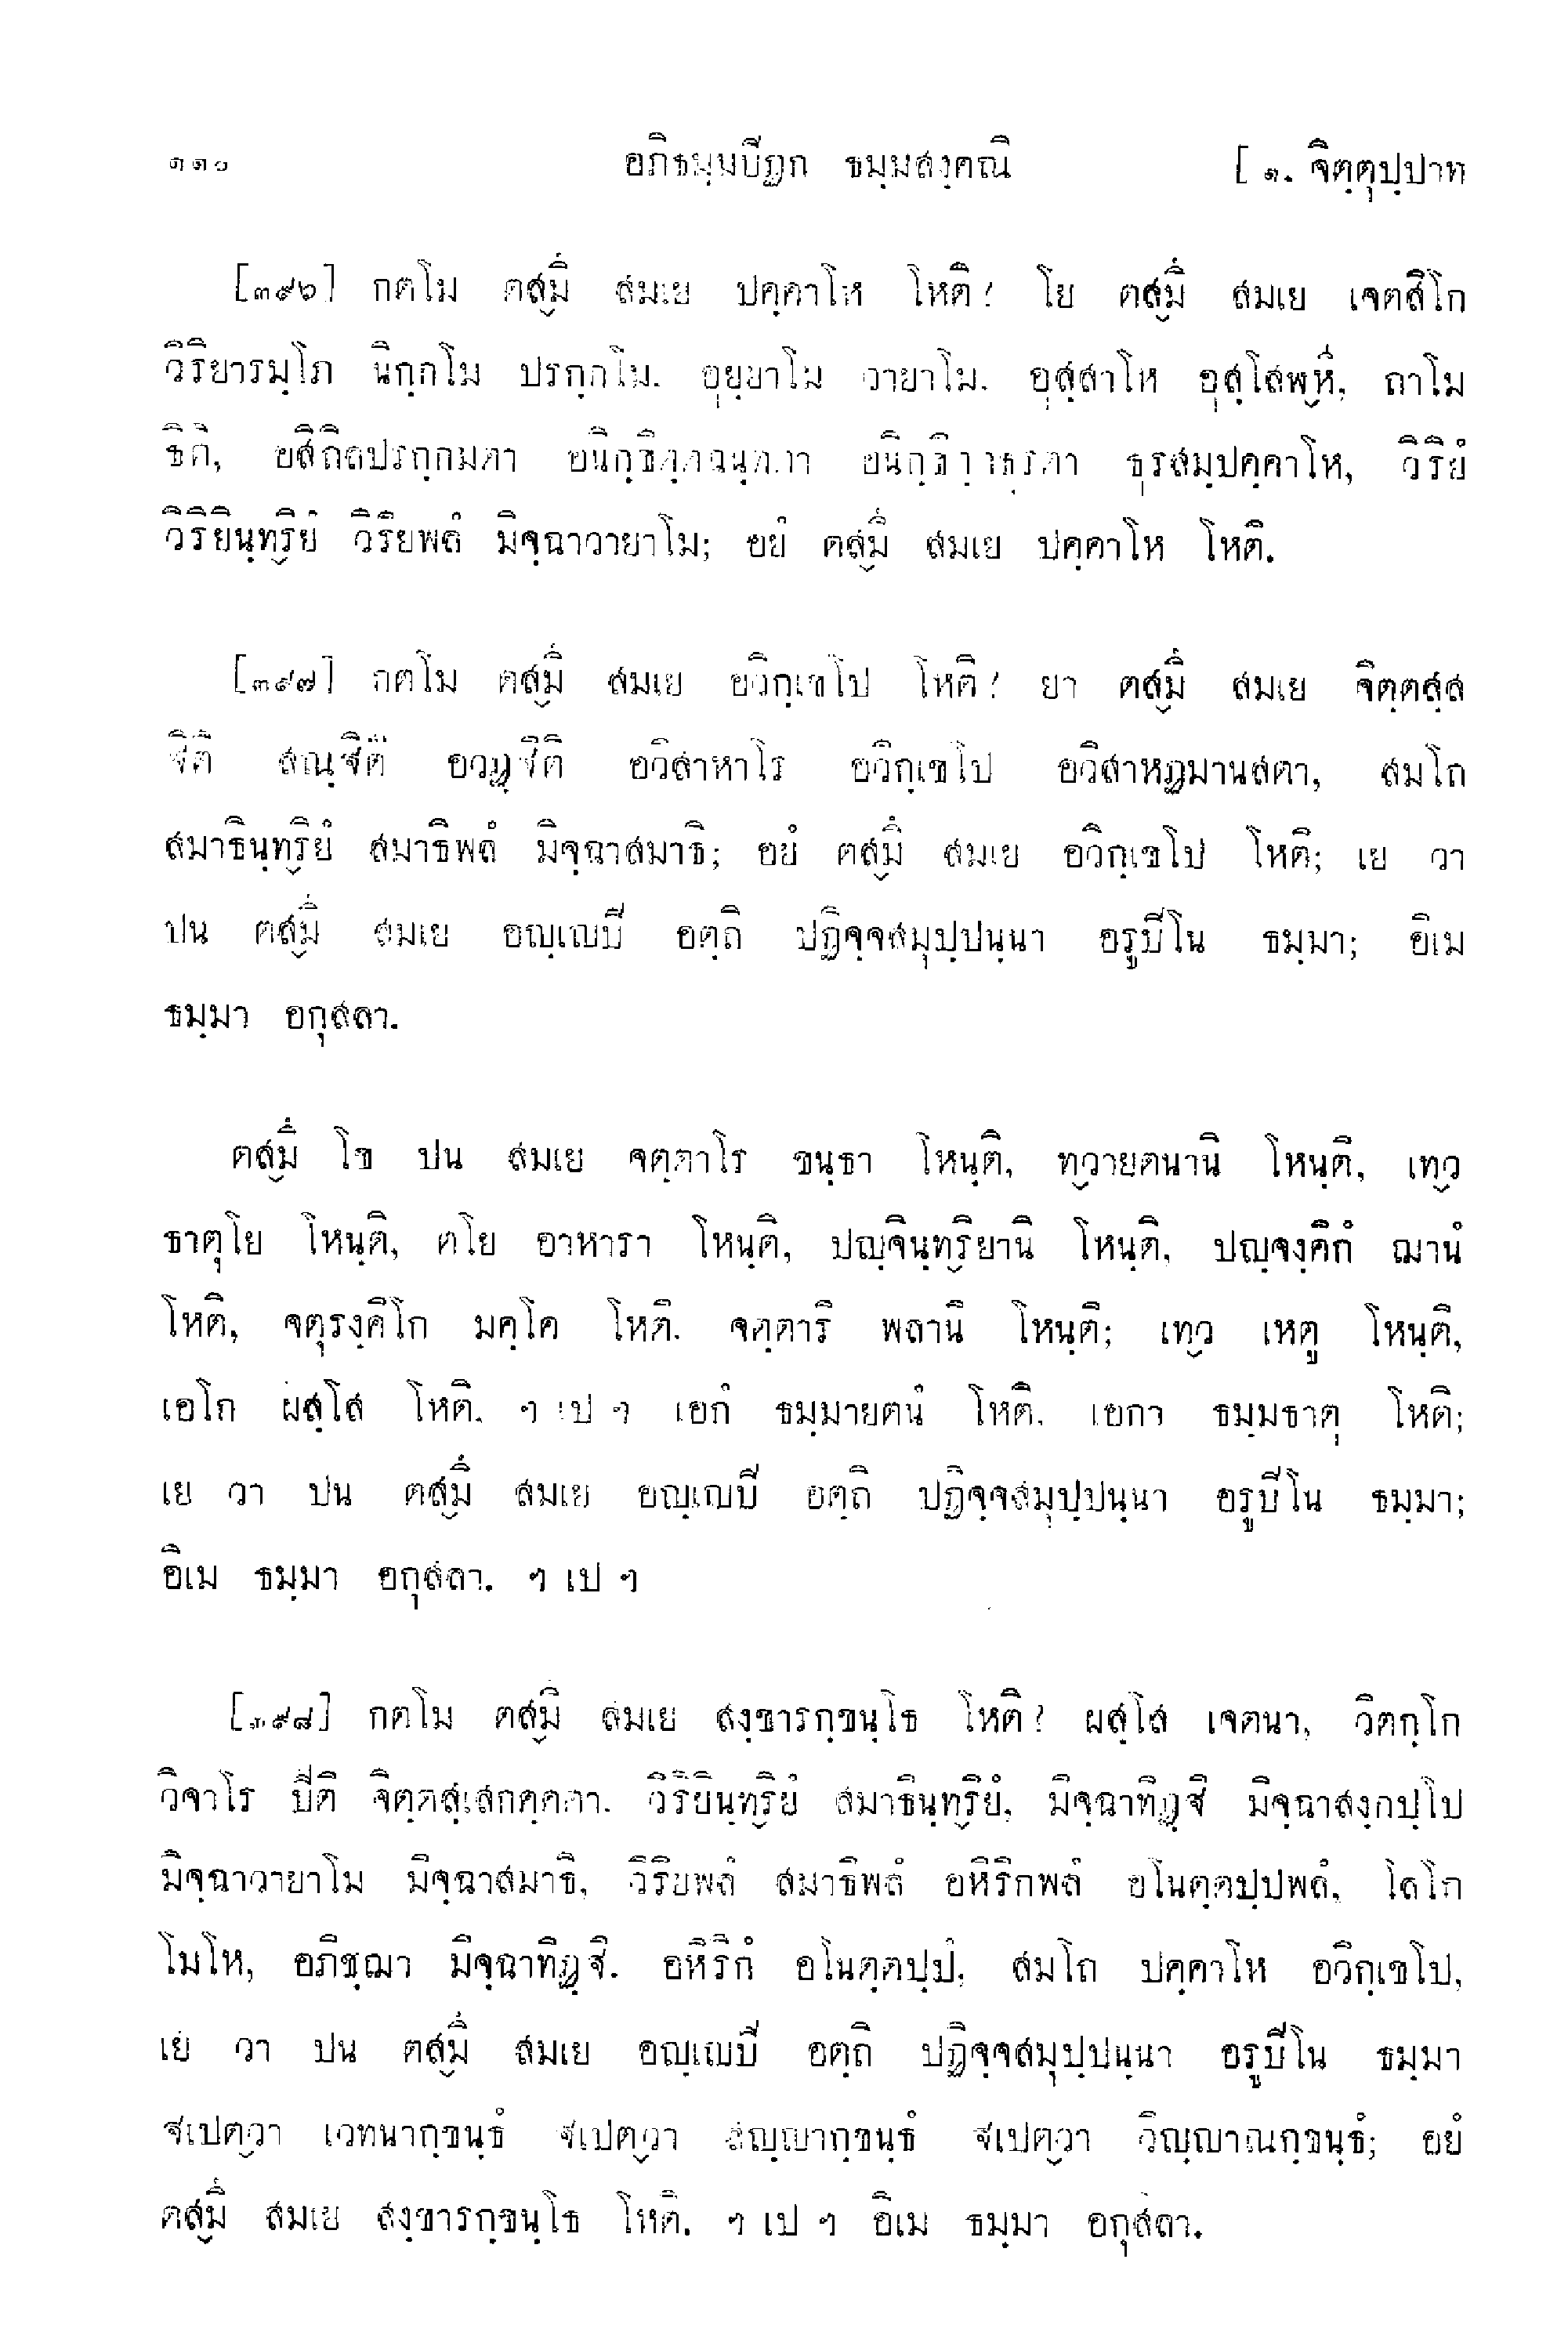 ๑๑๐ อภิธมฺมปิฏก ธมฺมสงฺคณิ [ ๑. จิตฺตุปฺปาท
[๓๙๖] กตโม ตสฺมึ สมเย ปคฺคาโห โหติ? โย ตสฺมึ สมเย เจตสิโก
วิริยารมฺโภ นิกฺกโม ปรกฺกโม. อุยฺยาโม วายาโม. อุสฺสาโห อุสฺโสฬฺหี, ถาโม
ธิติ, อสิถิลปรกฺกมตา อนิกฺขิตฺตฉนฺทตา อนิกฺขิตฺตธุรตา ธุรสมฺปคฺคาโห, วิริยํ
วิริยินฺทฺริยํ วิริยพลํ มิจฺฉาวายาโม; อยํ ตสฺมึ สมเย ปคฺคาโห โหติ.
[๓๙๗] กตโม ตสฺมึ สมเย อวิกฺเขโป โหติ? ยา ตสฺมึ สมเย จิตฺตสฺส
ฐิติ สณฺฐิติ อวฏฺฐิติ อวิสาหาโร อวิกฺเขโป อวิสาหฏมานสตา, สมโถ
สมาธินฺทฺริยํ สมาธิพลํ มิจฺฉาสมาธิ; อยํ ตสฺมึ สมเย อวิกฺเขโป โหติ; เย วา
ปน ตสฺมึ สมเย อญฺเญปิ อตฺถิ ปฏิจฺจสมุปฺปนฺนา อรูปิโน ธมฺมา; อิเม
ธมฺมา อกุสลา.
ตสฺมึ โข ปน สมเย จตฺตาโร ขนฺธา โหนฺติ, ทฺวายตนานิ โหนฺติ, เทฺว
ธาตุโย โหนฺติ, ตโย อาหารา โหนฺติ, ปญฺจินฺทฺริยานิ โหนฺติ, ปญฺจงฺคิกํ ฌานํ
โหติ, จตุรงฺคิโก มคฺโค โหติ. จตฺตาริ พลานิ โหนฺติ; เทฺว เหตู โหนฺติ,
เอโก ผสฺโส โหติ. ฯ เป ฯ เอกํ ธมฺมายตนํ โหติ. เอกา ธมฺมธาตุ โหติ;
เย วา ปน ตสฺมึ สมเย อญฺเญปิ อตฺถิ ปฏิจฺจสมุปฺปนฺนา อรูปิโน ธมฺมา;
อิเม ธมฺมา อกุสลา. ฯ เป ฯ
[๓๙๘] กตโม ตสฺมึ สมเย สงฺขารกฺขนฺโธ โหติ? ผสฺโส เจตนา, วิตกฺโก
วิจาโร ปีติ จิตฺตสฺเสกคฺคตา. วิริยินฺทฺริยํ สมาธินฺทฺริยํ, มิจฺฉาทิฏฺฐิ มิจฺฉาสงฺกปฺโป
มิจฺฉาวายาโม มิจฺฉาสมาธิ, วิริยพลํ สมาธิพลํ อหิริกพลํ อโนตฺตปฺปพลํ, โลโภ
โมโห, อภิชฺฌา มิจฺฉาทิฏฺฐิ. อหิริกํ อโนตฺตปฺปํ, สมโถ ปคฺคาโห อวิกฺเขโป,
เย วา ปน ตสฺมึ สมเย อญฺเญปิ อตฺถิ ปฏิจฺจสมุปฺปนฺนา อรูปิโน ธมฺมา
ฐเปตฺวา เวทนากฺขนฺธํ ฐเปตฺวา สญฺญากฺขนฺธํ ฐเปตฺวา วิญฺญาณกฺขนฺธํ; อยํ
ตสฺมึ สมเย สงฺขารกฺขนฺโธ โหติ. ฯ เป ฯ อิเม ธมฺมา อกุสลา.